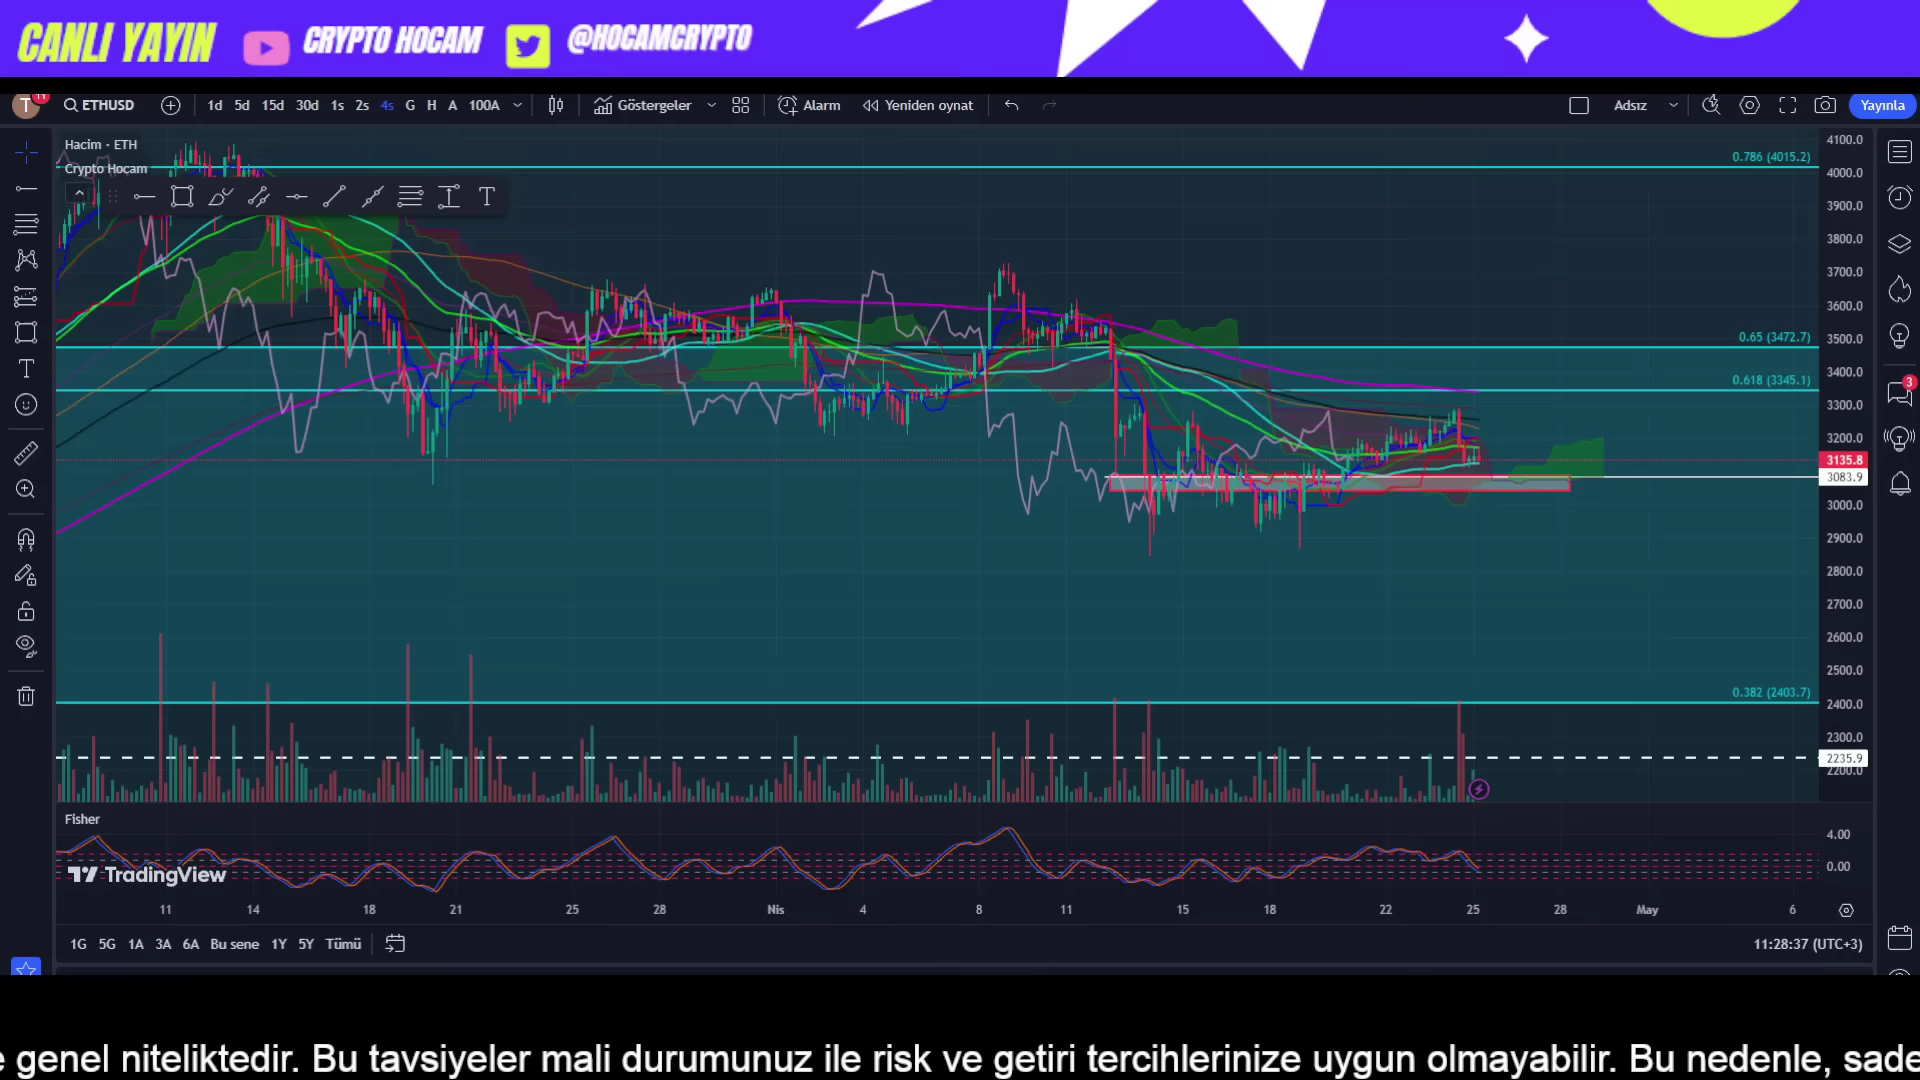 CANLI YAYIN
CRYPTO HOCAM
@HOCAMCRYPTO
T
11
ETHUSD
1d 5d 15d 30d 1s 2s 4s G H A 100A
Göstergeler
Alarm
Yeniden oynat
Adsız
Yayınla
Hacim · ETH
Crypto Hocam
0.786 (4015.2)
0.65 (3472.7)
0.618 (3345.1)
0.382 (2403.7)
4100.0
4000.0
3900.0
3800.0
3700.0
3600.0
3500.0
3400.0
3300.0
3200.0
3135.8
3083.9
3000.0
2900.0
2800.0
2700.0
2600.0
2500.0
2400.0
2300.0
2235.9
2200.0
3
Fisher
4.00
0.00
TradingView
11 14 18 21 25 28 Nis 4 8 11 15 18 22 25 28 May 6
1G 5G 1A 3A 6A Bu sene 1Y 5Y Tümü
11:28:37 (UTC+3)
genel niteliktedir. Bu tavsiyeler mali durumunuz ile risk ve getiri tercihlerinize uygun olmayabilir. Bu nedenle, sade